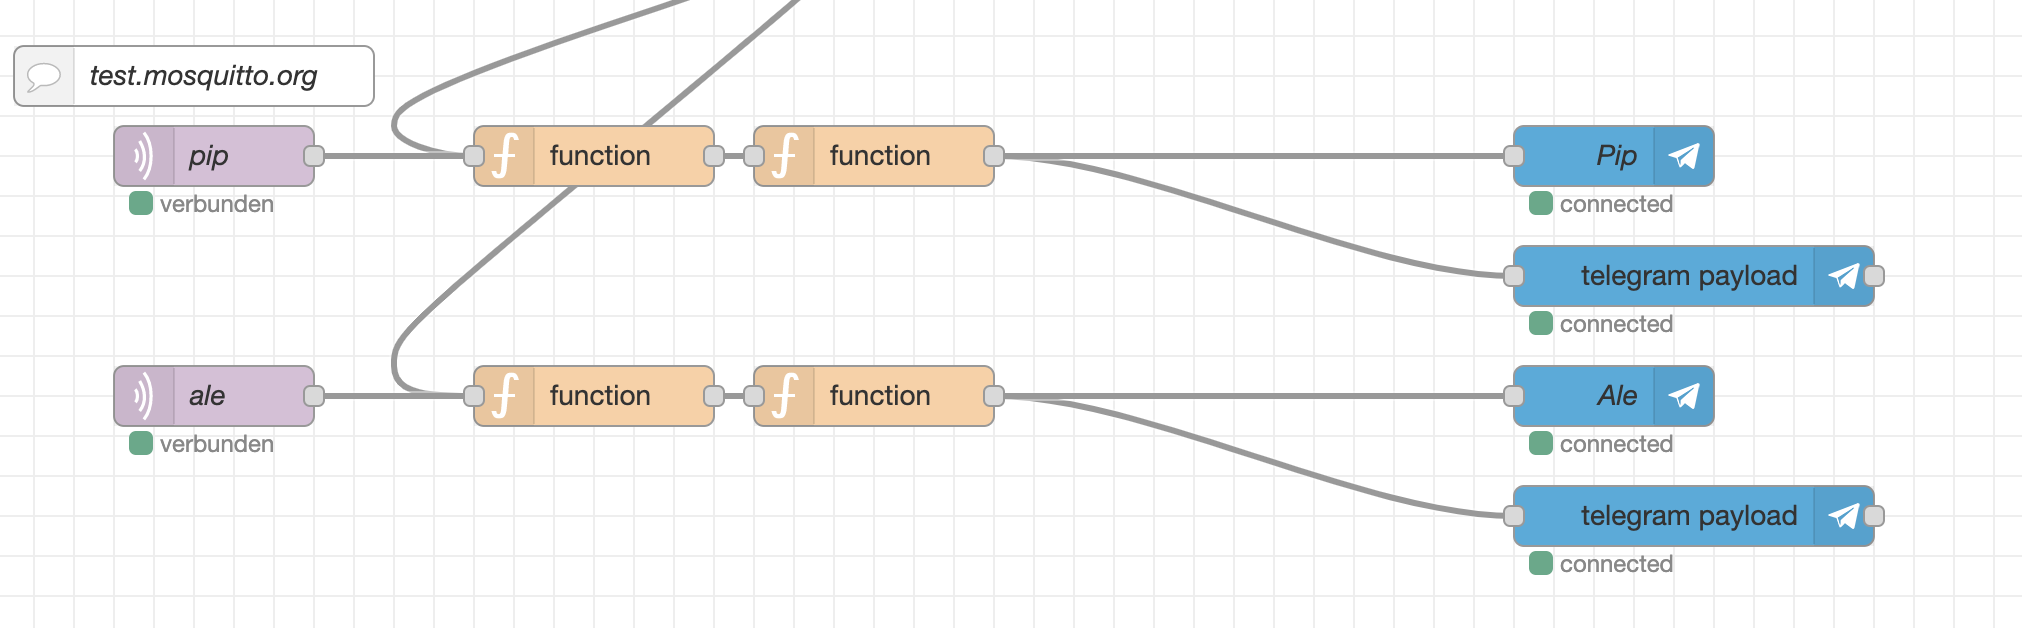 test.mosquitto.org
pip
function
function
Pip
verbunden
connected
telegram payload
connected
ale
function
function
Ale
verbunden
connected
telegram payload
connected